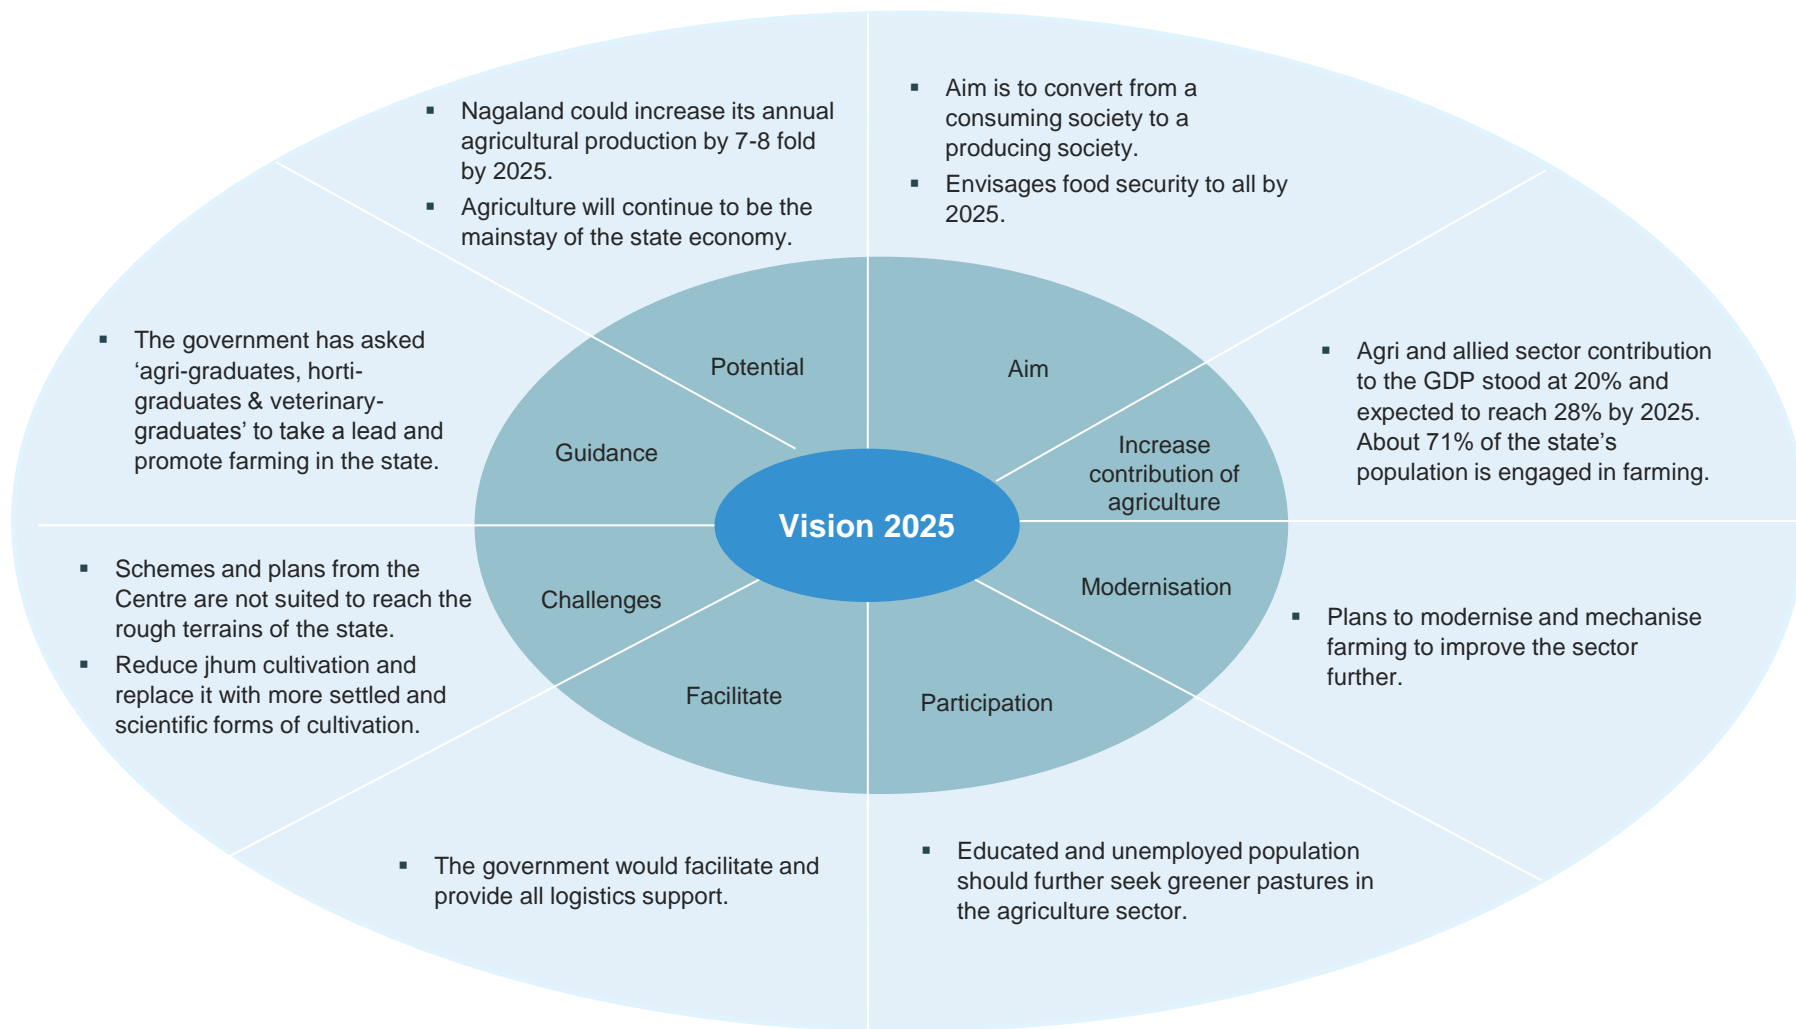 ▪ Nagaland could increase its annual
agricultural production by 7-8 fold
by 2025.
▪ Agriculture will continue to be the
mainstay of the state economy.
▪ Aim is to convert from a
consuming society to a
producing society.
▪ Envisages food security to all by
2025.
▪ The government has asked
‘agri-graduates, horti-
graduates & veterinary-
graduates’ to take a lead and
promote farming in the state.
Potential
Aim
Guidance
Increase
contribution of
agriculture
▪ Agri and allied sector contribution
to the GDP stood at 20% and
expected to reach 28% by 2025.
About 71% of the state’s
population is engaged in farming.
Vision 2025
▪ Schemes and plans from the
Centre are not suited to reach the
rough terrains of the state.
▪ Reduce jhum cultivation and
replace it with more settled and
scientific forms of cultivation.
Challenges
Modernisation
▪ Plans to modernise and mechanise
farming to improve the sector
further.
Facilitate
Participation
▪ The government would facilitate and
provide all logistics support.
▪ Educated and unemployed population
should further seek greener pastures in
the agriculture sector.